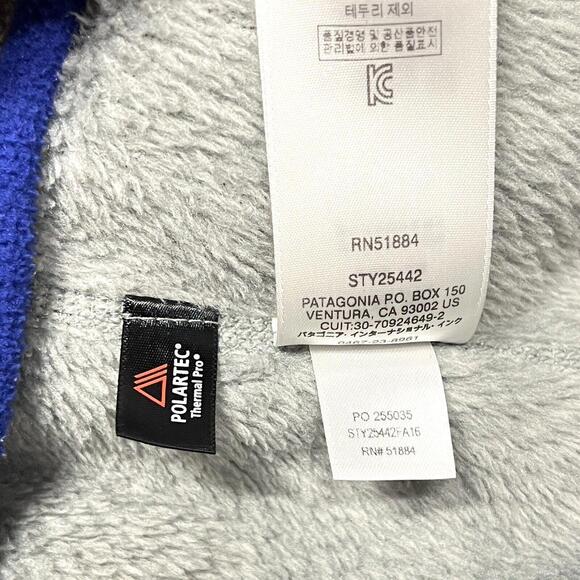 테두리 제외
품질경영 및 공산품안전
관리법에 의한 품질표시
RN51884
STY25442
PATAGONIA P.O. BOX 150
VENTURA, CA 93002 US
CUIT:30-70924649-2
パタゴニア・インターナショナル・インク
0467-23-8961
POLARTEC®
Thermal Pro®
PO 255035
STY25442FA16
RN# 51884